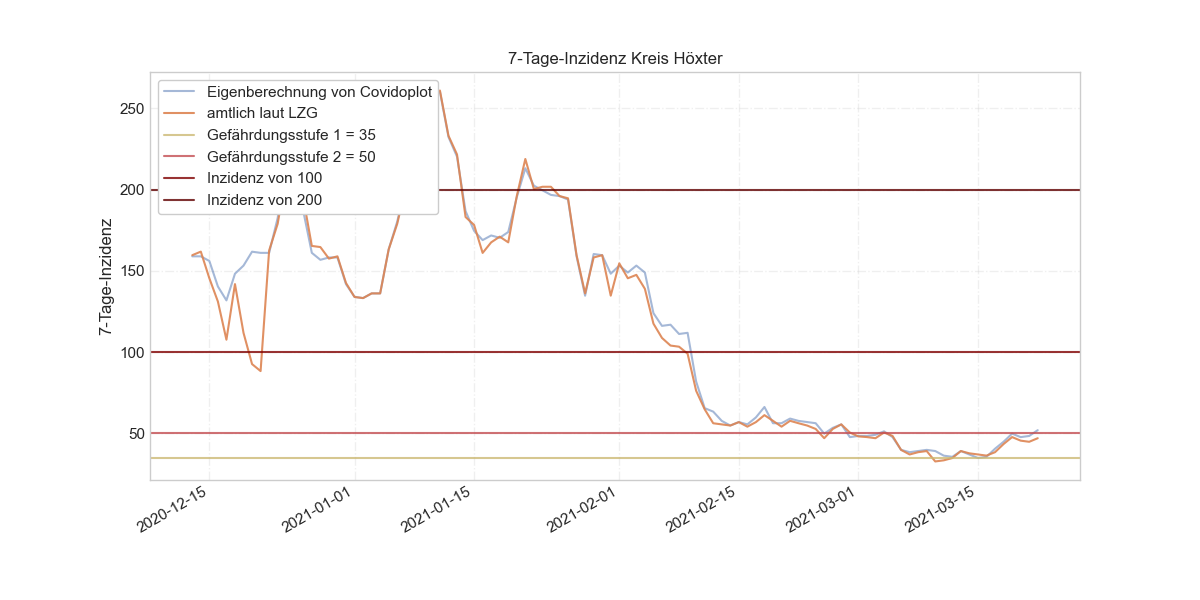 7-Tage-Inzidenz Kreis Höxter
Eigenberechnung von Covidoplot
amtlich laut LZG
Gefährdungsstufe 1 = 35
Gefährdungsstufe 2 = 50
Inzidenz von 100
Inzidenz von 200
7-Tage-Inzidenz
250
200
150
100
50
2020-12-15
2021-01-01
2021-01-15
2021-02-01
2021-02-15
2021-03-01
2021-03-15